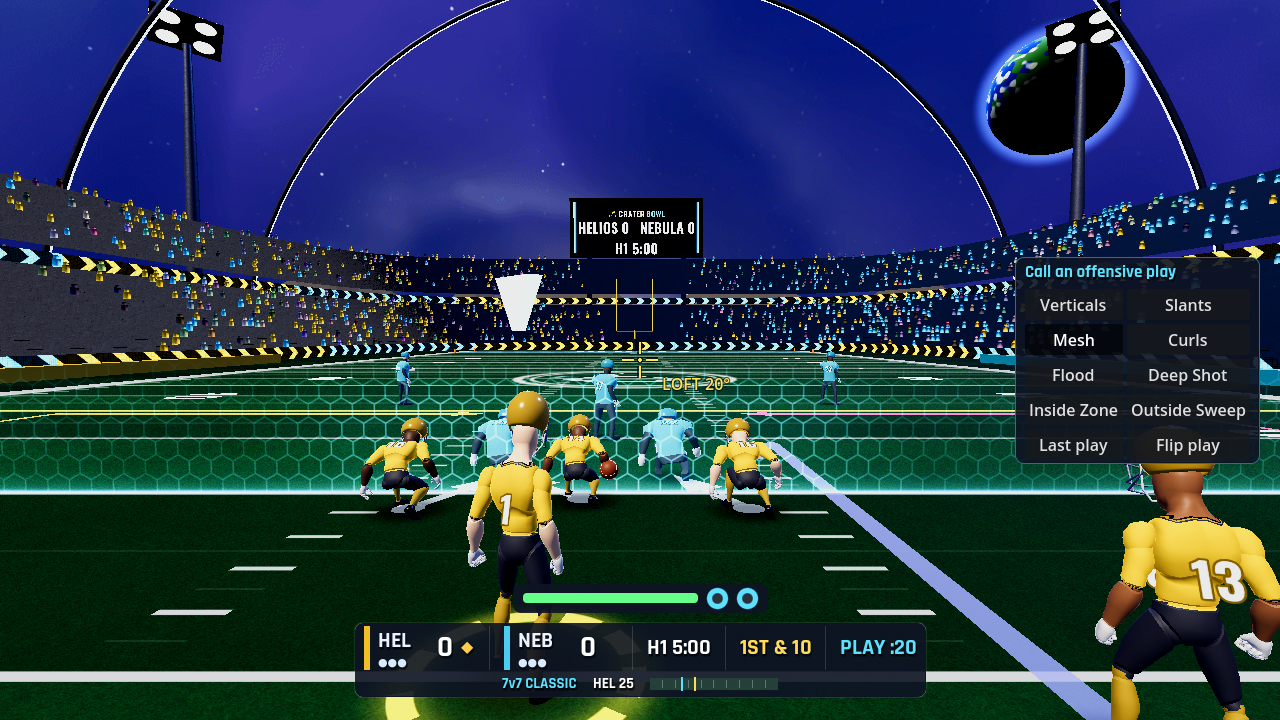 CRATER BOWL
HELIOS 0 NEBULA 0
H1 5:00
Call an offensive play
Verticals Slants
Mesh Curls
Flood Deep Shot
Inside Zone Outside Sweep
Last play Flip play
LOFT 20°
1
13
HEL 0 NEB 0 H1 5:00 1ST & 10 PLAY :20
7v7 CLASSIC HEL 25